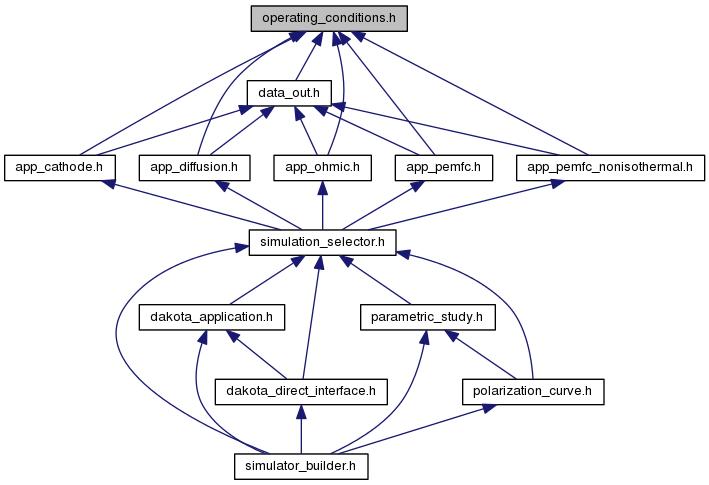 operating_conditions.h
data_out.h
app_cathode.h
app_diffusion.h
app_ohmic.h
app_pemfc.h
app_pemfc_nonisothermal.h
simulation_selector.h
dakota_application.h
parametric_study.h
dakota_direct_interface.h
polarization_curve.h
simulator_builder.h